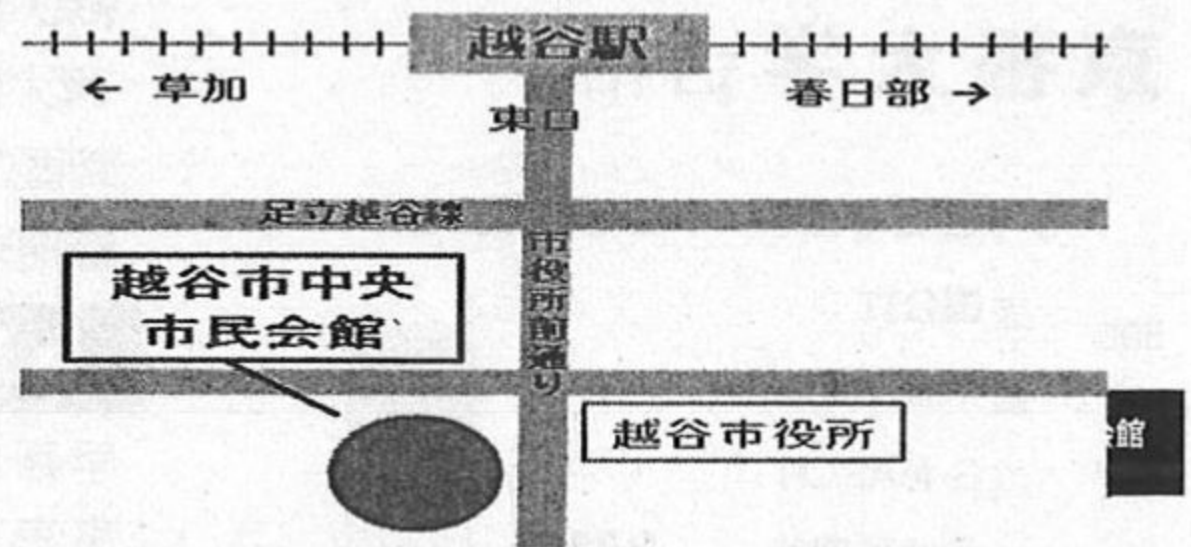 越谷駅
← 草加
春日部 →
東口
足立越谷線
市役所前通り
越谷市中央
市民会館
越谷市役所
館